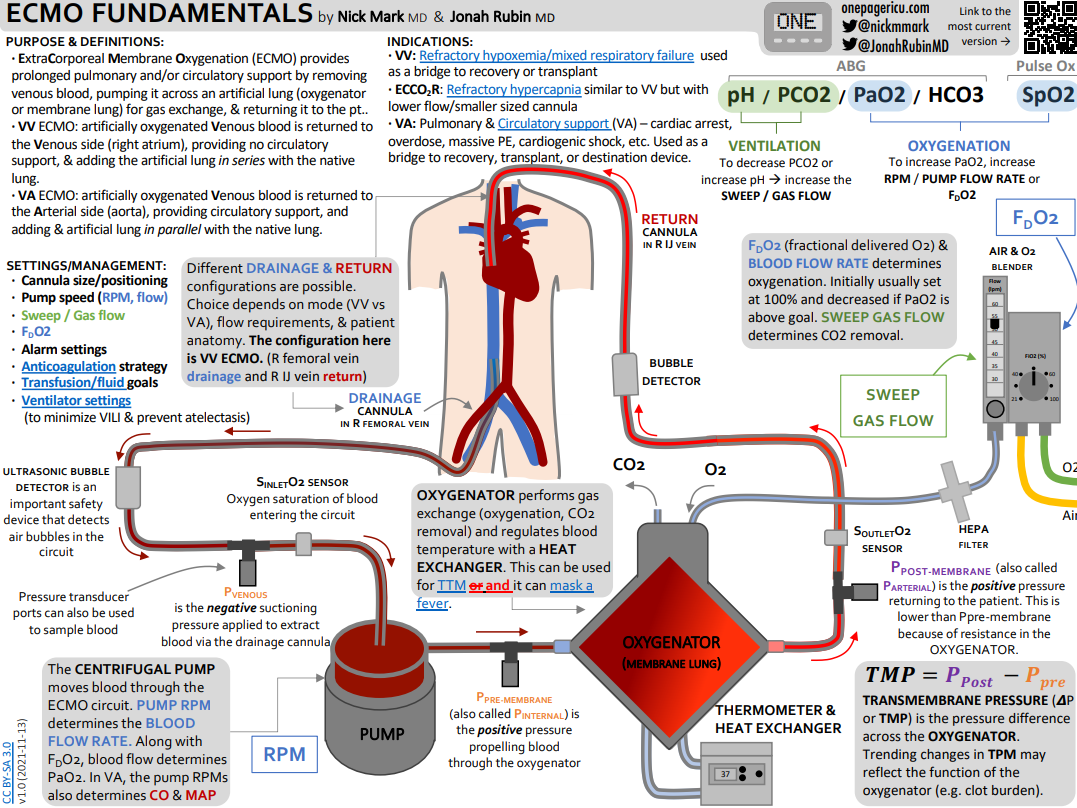 ECMO FUNDAMENTALS by Nick Mark MD & Jonah Rubin MD
ONE
onepagericu.com
@nickmmark
@JonahRubinMD
Link to the
most current
version →
PURPOSE & DEFINITIONS:
· ExtraCorporeal Membrane Oxygenation (ECMO) provides
prolonged pulmonary and/or circulatory support by removing
venous blood, pumping it across an artificial lung (oxygenator
or membrane lung) for gas exchange, & returning it to the pt..
· VV ECMO: artificially oxygenated Venous blood is returned to
the Venous side (right atrium), providing no circulatory
support, & adding the artificial lung in series with the native
lung.
· VA ECMO: artificially oxygenated Venous blood is returned to
the Arterial side (aorta), providing circulatory support, and
adding & artificial lung in parallel with the native lung.
INDICATIONS:
· VV: Refractory hypoxemia/mixed respiratory failure used
as a bridge to recovery or transplant
· ECCO2R: Refractory hypercapnia similar to VV but with
lower flow/smaller sized cannula
· VA: Pulmonary & Circulatory support (VA) – cardiac arrest,
overdose, massive PE, cardiogenic shock, etc. Used as a
bridge to recovery, transplant, or destination device.
ABG
Pulse Ox
pH / PCO2 / PaO2 / HCO3
SpO2
VENTILATION
To decrease PCO2 or
increase pH → increase the
SWEEP / GAS FLOW
OXYGENATION
To increase PaO2, increase
RPM / PUMP FLOW RATE or
FDO2
SETTINGS/MANAGEMENT:
· Cannula size/positioning
· Pump speed (RPM, flow)
· Sweep / Gas flow
· FDO2
· Alarm settings
· Anticoagulation strategy
· Transfusion/fluid goals
· Ventilator settings
(to minimize VILI & prevent atelectasis)
Different DRAINAGE & RETURN
configurations are possible.
Choice depends on mode (VV vs
VA), flow requirements, & patient
anatomy. The configuration here
is VV ECMO. (R femoral vein
drainage and R IJ vein return)
DRAINAGE
CANNULA
IN R FEMORAL VEIN
RETURN
CANNULA
IN R IJ VEIN
BUBBLE
DETECTOR
FDO2 (fractional delivered O2) &
BLOOD FLOW RATE determines
oxygenation. Initially usually set
at 100% and decreased if PaO2 is
above goal. SWEEP GAS FLOW
determines CO2 removal.
FDO2
AIR & O2
BLENDER
Flow
(lpm)
60
55
45
40
35
30
FiO2 (%)
40
60
21
100
SWEEP
GAS FLOW
O2
Air
HEPA
FILTER
ULTRASONIC BUBBLE
DETECTOR is an
important safety
device that detects
air bubbles in the
circuit
SINLETO2 SENSOR
Oxygen saturation of blood
entering the circuit
Pressure transducer
ports can also be used
to sample blood
PVENOUS
is the negative suctioning
pressure applied to extract
blood via the drainage cannula
OXYGENATOR performs gas
exchange (oxygenation, CO2
removal) and regulates blood
temperature with a HEAT
EXCHANGER. This can be used
for TTM or and it can mask a
fever.
CO2
O2
OXYGENATOR
(MEMBRANE LUNG)
SOUTLETO2
SENSOR
PPOST-MEMBRANE (also called
PARTERIAL) is the positive pressure
returning to the patient. This is
lower than Ppre-membrane
because of resistance in the
OXYGENATOR.
The CENTRIFUGAL PUMP
moves blood through the
ECMO circuit. PUMP RPM
determines the BLOOD
FLOW RATE. Along with
FDO2, blood flow determines
PaO2. In VA, the pump RPMs
also determines CO & MAP
RPM
PUMP
PPRE-MEMBRANE
(also called PINTERNAL) is
the positive pressure
propelling blood
through the oxygenator
THERMOMETER &
HEAT EXCHANGER
37
TMP = PPost − Ppre
TRANSMEMBRANE PRESSURE (ΔP
or TMP) is the pressure difference
across the OXYGENATOR.
Trending changes in TPM may
reflect the function of the
oxygenator (e.g. clot burden).
CC BY-SA 3.0
v1.0 (2021-11-13)